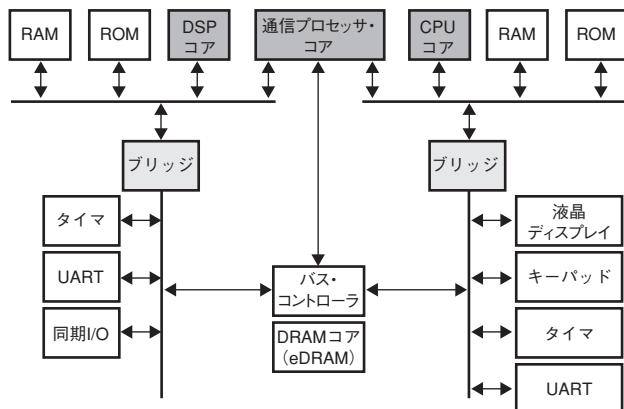 RAM
ROM
DSP
コア
通信プロセッサ・
コア
CPU
コア
RAM
ROM
ブリッジ
ブリッジ
タイマ
UART
同期I/O
バス・
コントローラ
DRAMコア
(eDRAM)
液晶
ディスプレイ
キーパッド
タイマ
UART